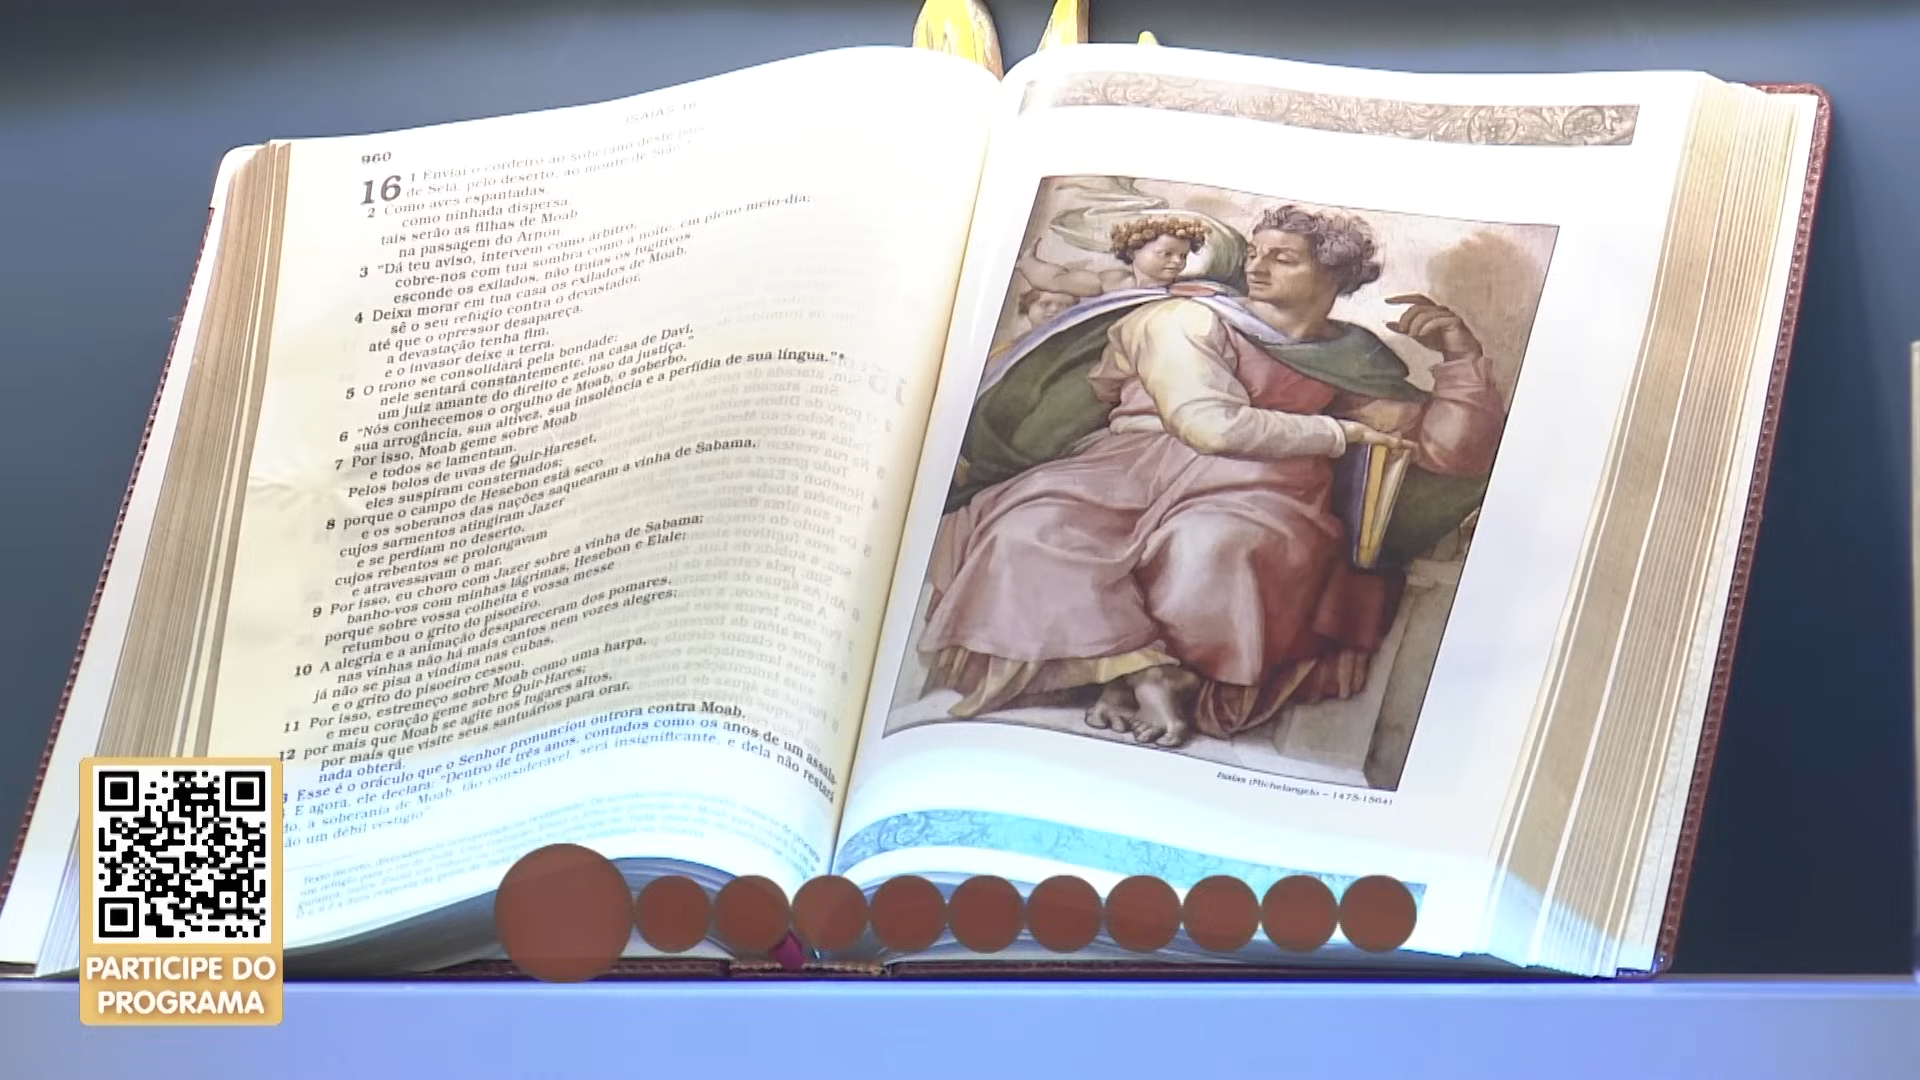 ISAÍAS 16
960
16 1 Enviai o cordeiro ao soberano deste país
de Sela, pelo deserto, ao monte de Sião.
2 Como aves espantadas,
como ninhada dispersa,
tais serão as filhas de Moab
na passagem do Arnon.
3 "Dá teu aviso, intervém como árbitro,
cobre-nos com tua sombra como a noite, em pleno meio-dia;
esconde os exilados, não traias os fugitivos.
4 Deixa morar em tua casa os exilados de Moab,
sê o seu refúgio contra o devastador,
até que o opressor desapareça,
a devastação tenha fim,
e o invasor deixe a terra.
5 O trono se consolidará pela bondade;
nele sentará constantemente, na casa de Davi,
um juiz amante do direito e zeloso da justiça."
6 "Nós conhecemos o orgulho de Moab, o soberbo,
sua arrogância, sua altivez, sua insolência e a perfídia de sua língua."*
7 Por isso, Moab geme sobre Moab
e todos se lamentam.
Pelos bolos de uvas de Quir-Hareset,
eles suspiram consternados;
8 porque o campo de Hesebon está seco
e os soberanos das nações saquearam a vinha de Sabama,
cujos sarmentos atingiram Jazer
e se perdiam no deserto,
cujos rebentos se prolongavam
e atravessavam o mar.
9 Por isso, eu choro com Jazer sobre a vinha de Sabama;
banho-vos com minhas lágrimas, Hesebon e Elale;
porque sobre vossa colheita e vossa messe
retumbou o grito do pisoeiro.
10 A alegria e a animação desapareceram dos pomares,
nas vinhas não há mais cantos nem vozes alegres;
já não se pisa a vindima nas cubas,
e o grito do pisoeiro cessou.
11 Por isso, estremeço sobre Moab como uma harpa,
e meu coração geme sobre Quir-Hares;
12 por mais que Moab se agite nos lugares altos,
por mais que visite seus santuários para orar,
nada obterá.
3 Esse é o oráculo que o Senhor pronunciou outrora contra Moab.
E agora, ele declara: "Dentro de três anos, contados como os anos de um assala-
do, a soberania de Moab, tão considerável, será insignificante, e dela não restará
ão um débil vestígio".
Isaías (Michelangelo – 1475-1564)
PARTICIPE DO
PROGRAMA